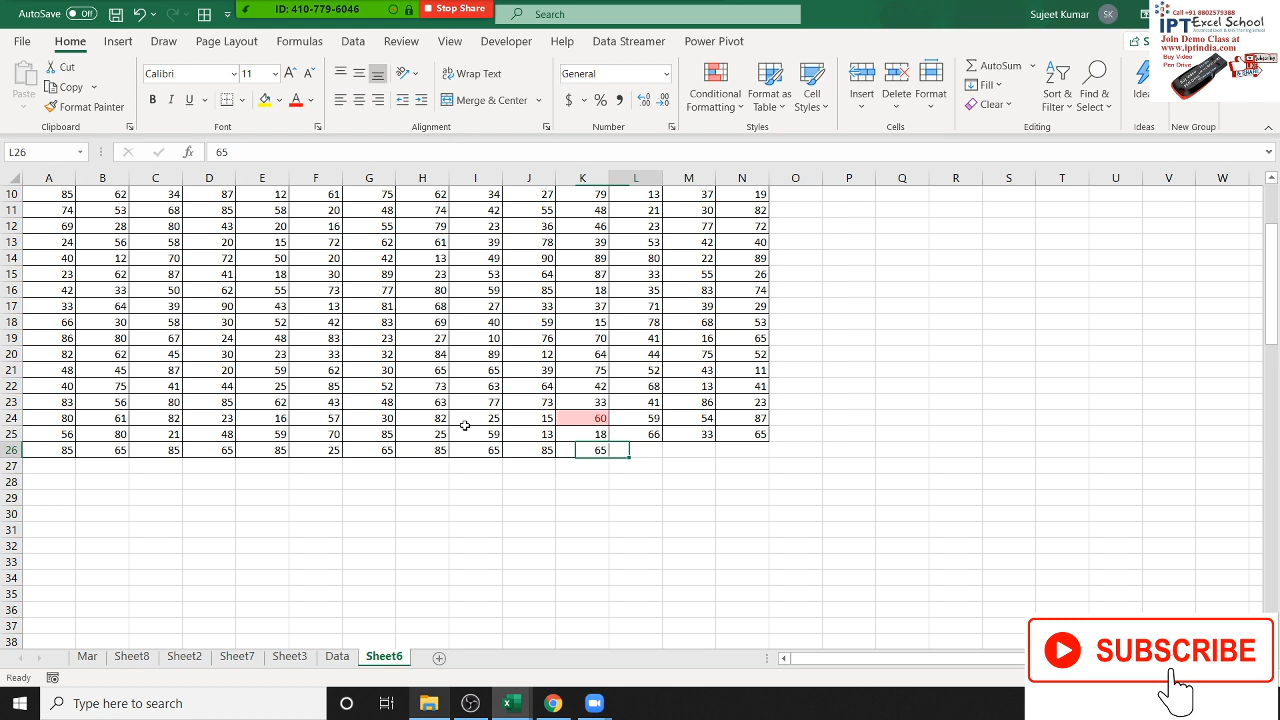 AutoSave Off ID: 410-779-6046 Stop Share Search Sujeet Kumar SK
Call +91 8802579388
IPT Excel School
Advanced Excel & VBA Training School
Join Demo Class at
www.iptindia.com
Buy Video
Pen Drive
File Home Insert Draw Page Layout Formulas Data Review View Developer Help Data Streamer Power Pivot
Paste Cut Copy Format Painter
Calibri 11 Wrap Text General AutoSum
B I U A Merge & Center $ % Conditional Formatting Format as Table Cell Styles Insert Delete Format Fill Clear Sort & Filter Find & Select Ideas
Clipboard Font Alignment Number Styles Cells Editing Ideas New Group
L26 fx 65
A B C D E F G H I J K L M N O P Q R S T U V W
10 85 62 34 87 12 61 75 62 34 27 79 13 37 19
11 74 53 68 85 58 20 48 74 42 55 48 21 30 82
12 69 28 80 43 20 16 55 79 23 36 46 23 77 72
13 24 56 58 20 15 72 62 61 39 78 39 53 42 40
14 40 12 70 72 50 20 42 13 49 90 89 80 22 89
15 23 62 87 41 18 30 89 23 53 64 87 33 55 26
16 42 33 50 62 55 73 77 80 59 85 18 35 83 74
17 33 64 39 90 43 13 81 68 27 33 37 71 39 29
18 66 30 58 30 52 42 83 69 40 59 15 78 68 53
19 86 80 67 24 48 83 23 27 10 76 70 41 16 65
20 82 62 45 30 23 33 32 84 89 12 64 44 75 52
21 48 45 87 20 59 62 30 65 65 39 75 52 43 11
22 40 75 41 44 25 85 52 73 63 64 42 68 13 41
23 83 56 80 85 62 43 48 63 77 73 33 41 86 23
24 80 61 82 23 16 57 30 82 25 15 60 59 54 87
25 56 80 21 48 59 70 85 25 59 13 18 66 33 65
26 85 65 85 65 85 25 65 85 65 85 65
27
28
29
30
31
32
33
34
35
36
37
38
Mar Sheet8 Sheet2 Sheet7 Sheet3 Data Sheet6
SUBSCRIBE
Ready
Type here to search